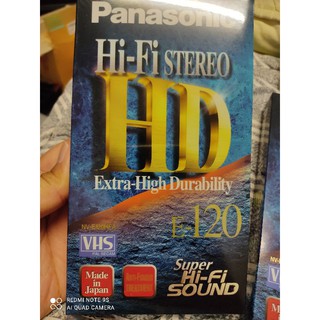 Panasonic
Hi-Fi STEREO
HD
Extra-High Durability
E-120
VHS
Made in Japan
Super
Hi-Fi
SOUND
REDMI NOTE 9S
AI QUAD CAMERA